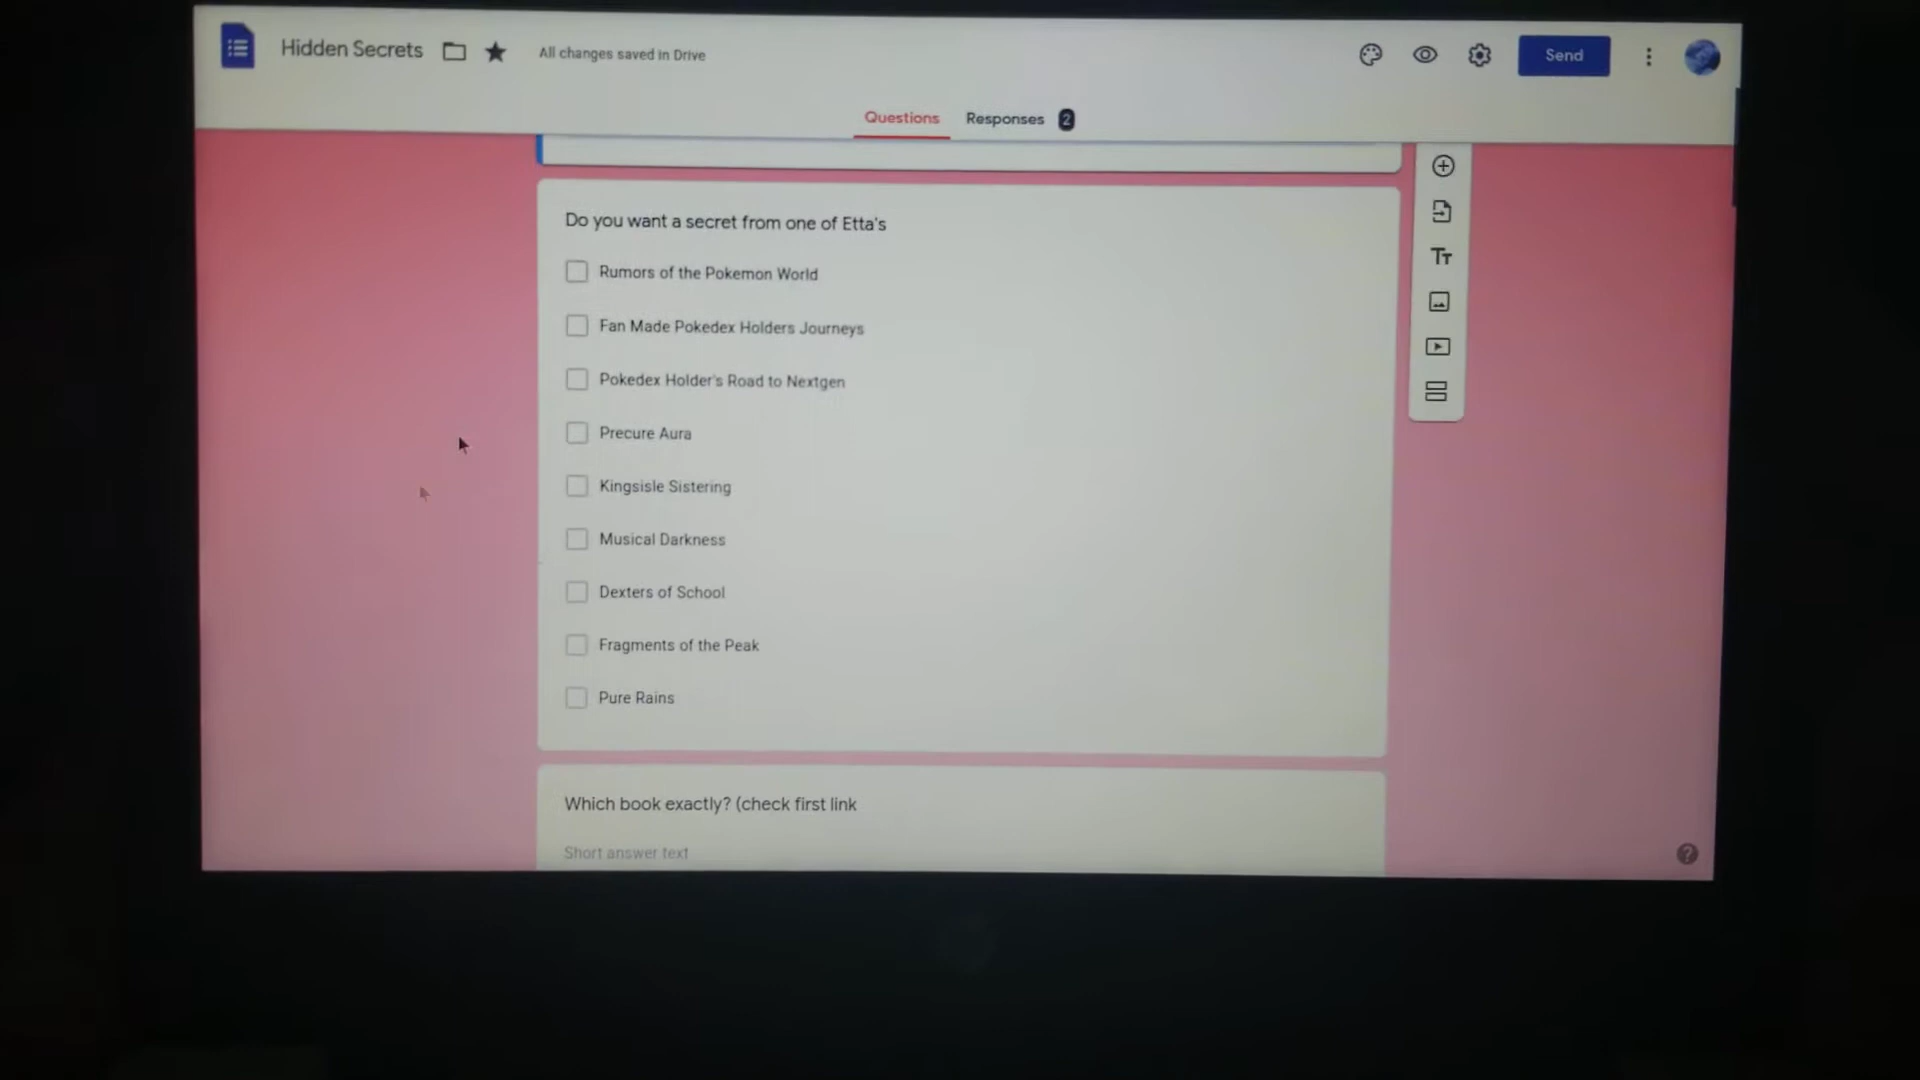 Hidden Secrets
All changes saved in Drive
Send
Questions
Responses 2
Do you want a secret from one of Etta's
Rumors of the Pokemon World
Fan Made Pokedex Holders Journeys
Pokedex Holder's Road to Nextgen
Precure Aura
Kingsisle Sistering
Musical Darkness
Dexters of School
Fragments of the Peak
Pure Rains
Which book exactly? (check first link
Short answer text